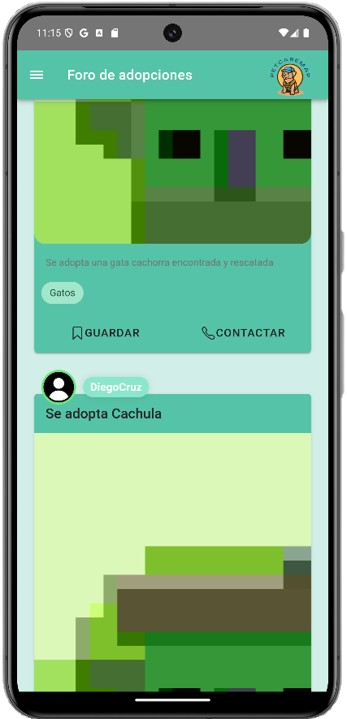 11:15
Foro de adopciones
PETCAREMAP
Se adopta una gata cachorra encontrada y rescatada
Gatos
GUARDAR
CONTACTAR
DiegoCruz
Se adopta Cachula